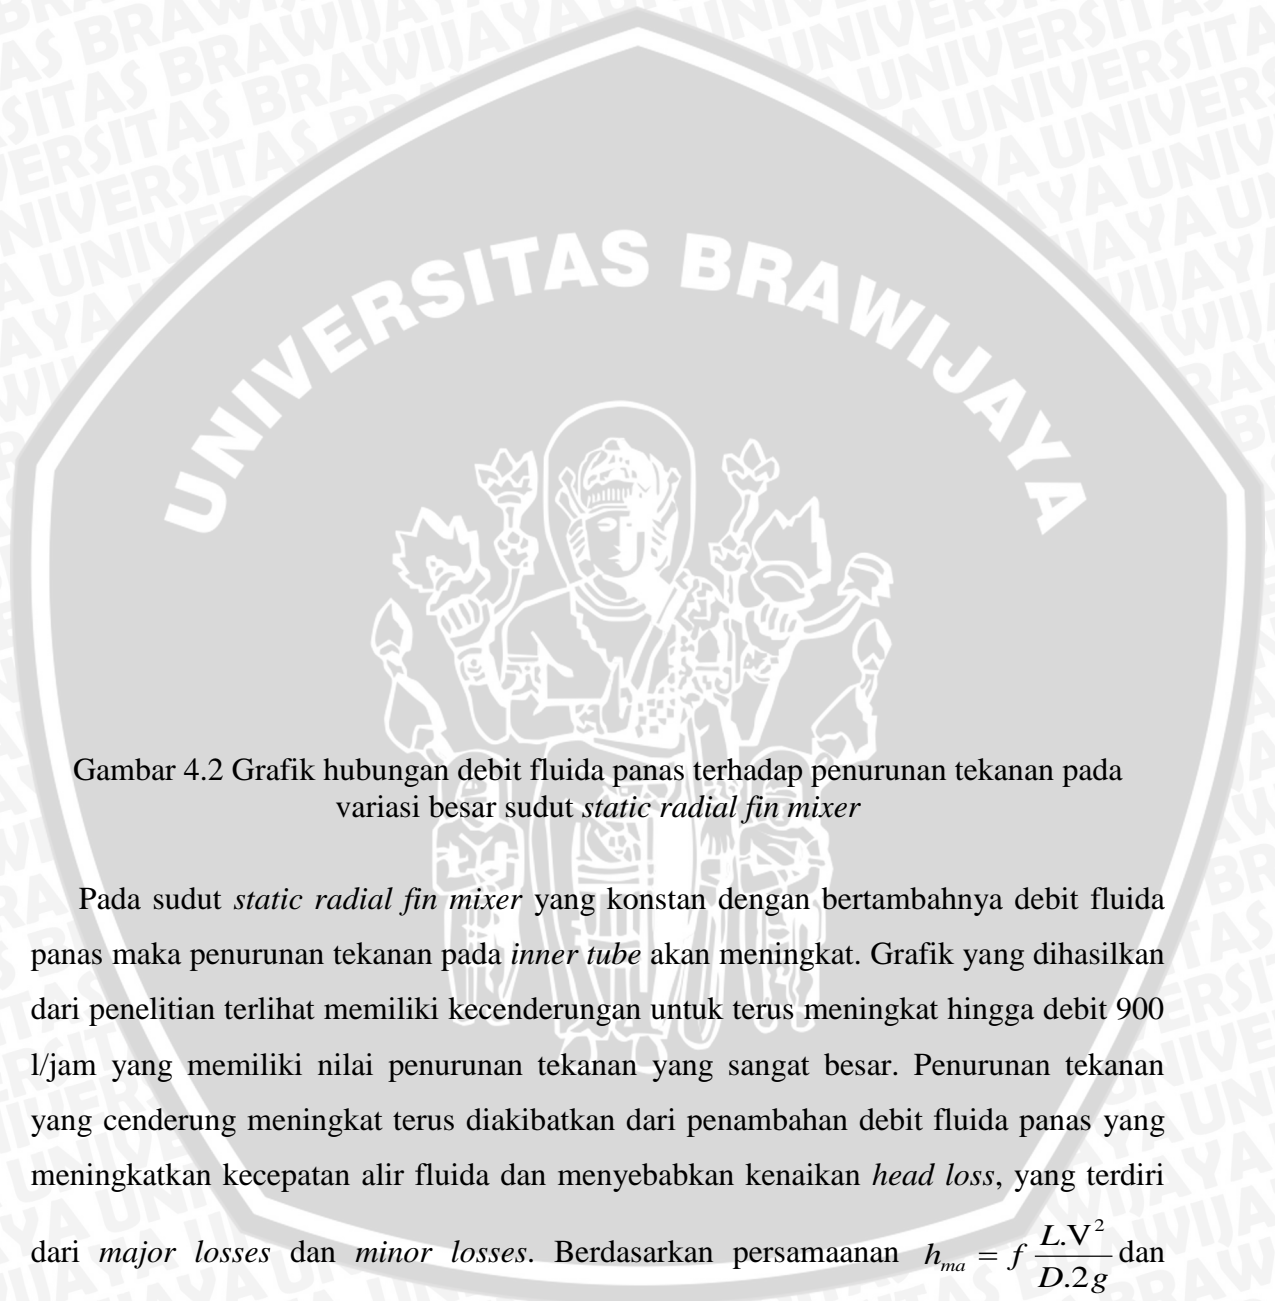 UNIVERSITAS BRAWIJAYA
Gambar 4.2 Grafik hubungan debit fluida panas terhadap penurunan tekanan pada
variasi besar sudut static radial fin mixer
Pada sudut static radial fin mixer yang konstan dengan bertambahnya debit fluida
panas maka penurunan tekanan pada inner tube akan meningkat. Grafik yang dihasilkan
dari penelitian terlihat memiliki kecenderungan untuk terus meningkat hingga debit 900
l/jam yang memiliki nilai penurunan tekanan yang sangat besar. Penurunan tekanan
yang cenderung meningkat terus diakibatkan dari penambahan debit fluida panas yang
meningkatkan kecepatan alir fluida dan menyebabkan kenaikan head loss, yang terdiri
dari major losses dan minor losses. Berdasarkan persamaanan h_{ma} = f \frac{L.V^2}{D.2g} dan